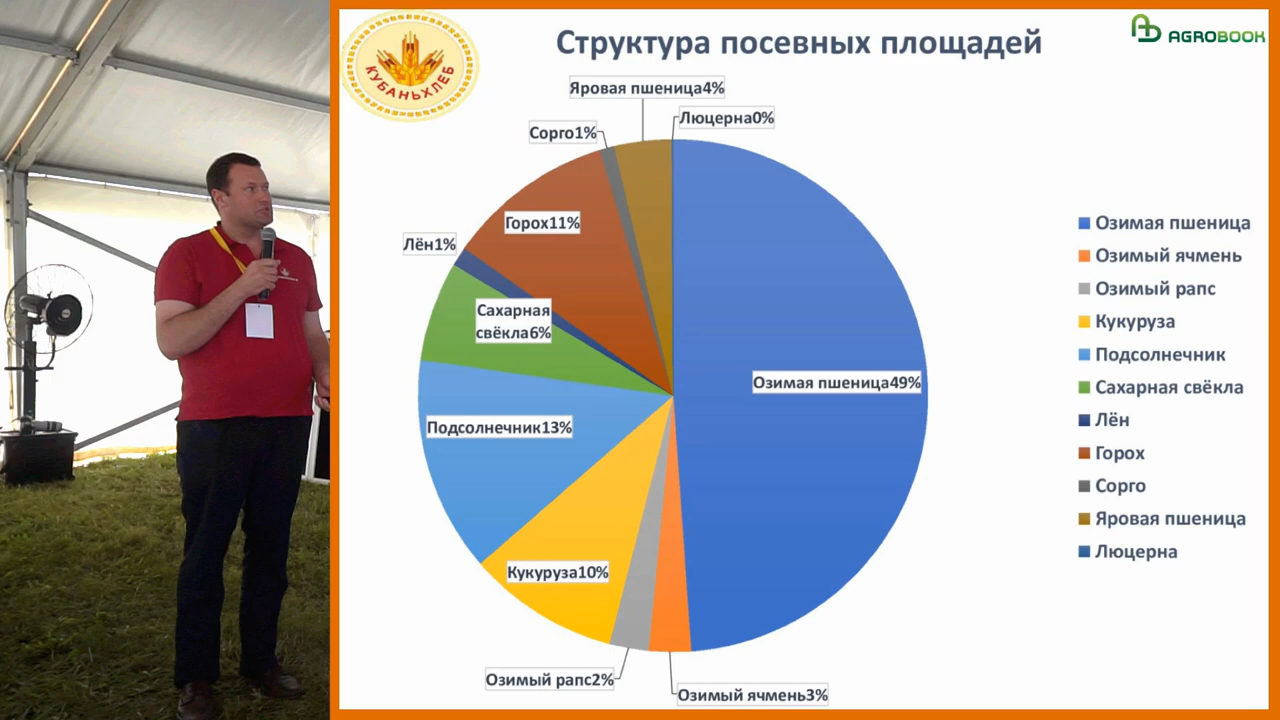 КУБАНЬХЛЕБ
Структура посевных площадей
AGROBOOK
Яровая пшеница4%
Люцерна0%
Сорго1%
Горох11%
Лён1%
Сахарная
свёкла6%
Озимая пшеница49%
Подсолнечник13%
Кукуруза10%
Озимый рапс2%
Озимый ячмень3%
Озимая пшеница
Озимый ячмень
Озимый рапс
Кукуруза
Подсолнечник
Сахарная свёкла
Лён
Горох
Сорго
Яровая пшеница
Люцерна